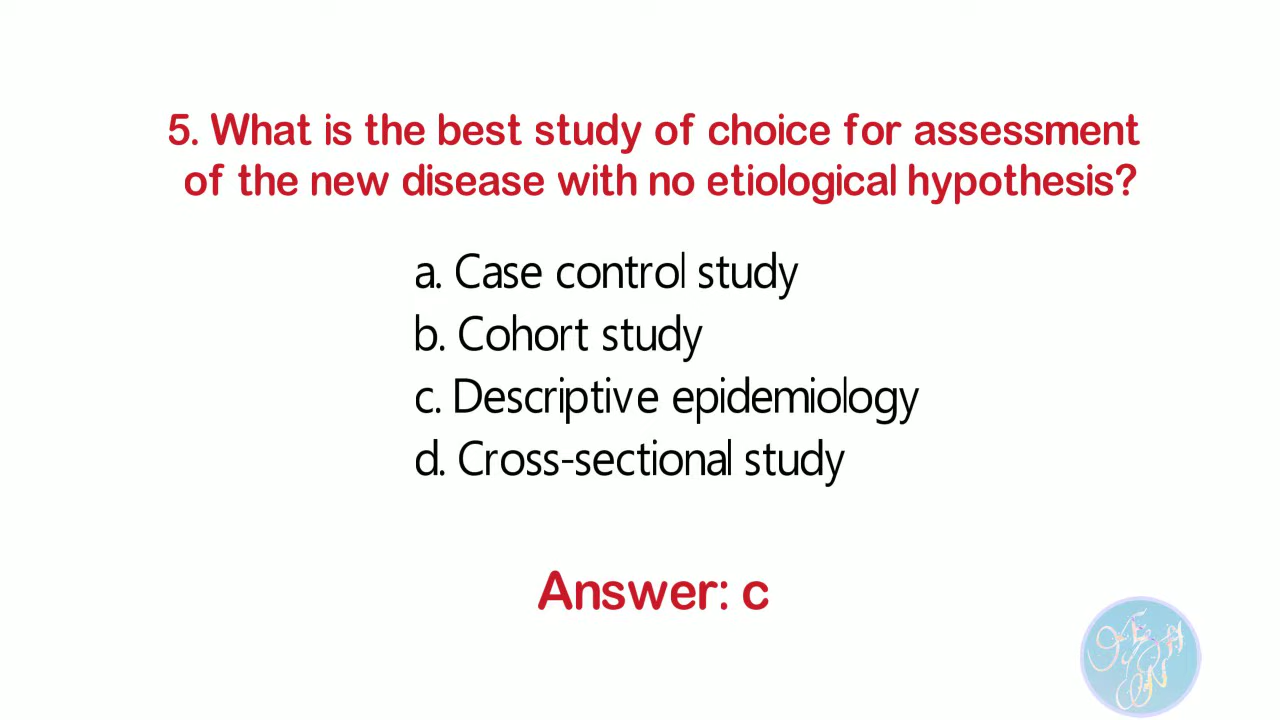 5. What is the best study of choice for assessment
of the new disease with no etiological hypothesis?
a. Case control study
b. Cohort study
c. Descriptive epidemiology
d. Cross-sectional study
Answer: c